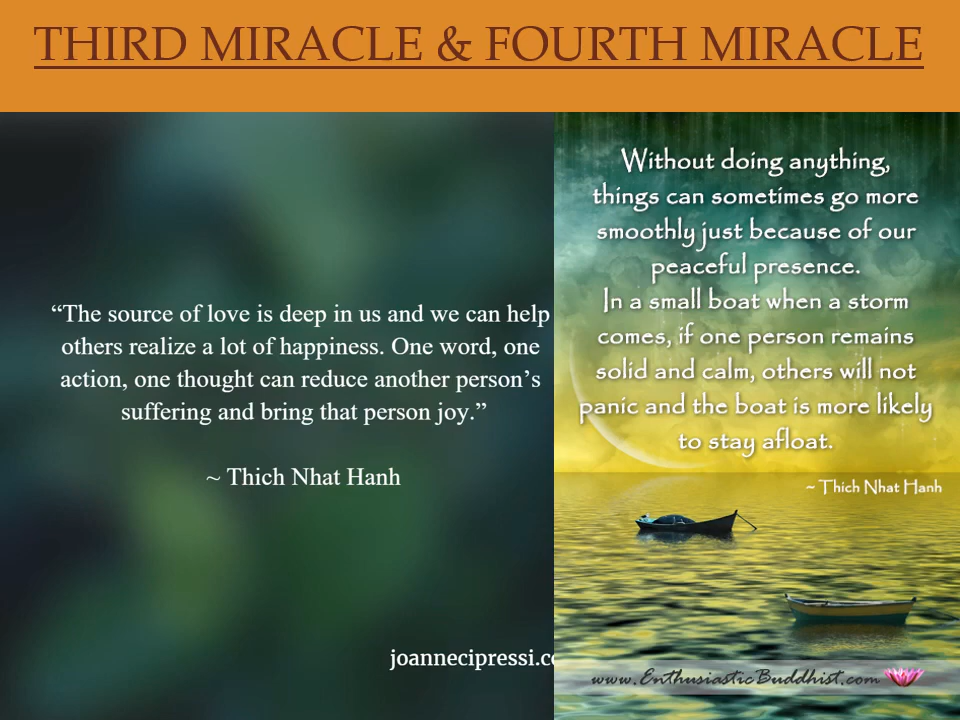 THIRD MIRACLE & FOURTH MIRACLE
“The source of love is deep in us and we can help
others realize a lot of happiness. One word, one
action, one thought can reduce another person’s
suffering and bring that person joy.”
~ Thich Nhat Hanh
joannecipressi.co
Without doing anything,
things can sometimes go more
smoothly just because of our
peaceful presence.
In a small boat when a storm
comes, if one person remains
solid and calm, others will not
panic and the boat is more likely
to stay afloat.
~ Thich Nhat Hanh
www.EnthusiasticBuddhist.com